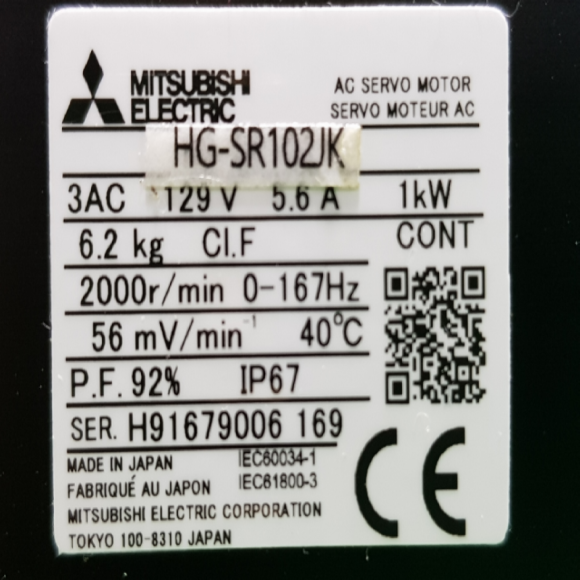 MITSUBISHI
ELECTRIC
AC SERVO MOTOR
SERVO MOTEUR AC
HG-SR102JK
3AC 129 V 5.6 A 1kW
6.2 kg CI.F CONT
2000r/min 0-167Hz
56 mV/min⁻¹ 40°C
P.F. 92% IP67
SER. H91679006 169
MADE IN JAPAN IEC60034-1
FABRIQUÉ AU JAPON IEC61800-3
MITSUBISHI ELECTRIC CORPORATION
TOKYO 100-8310 JAPAN
CE